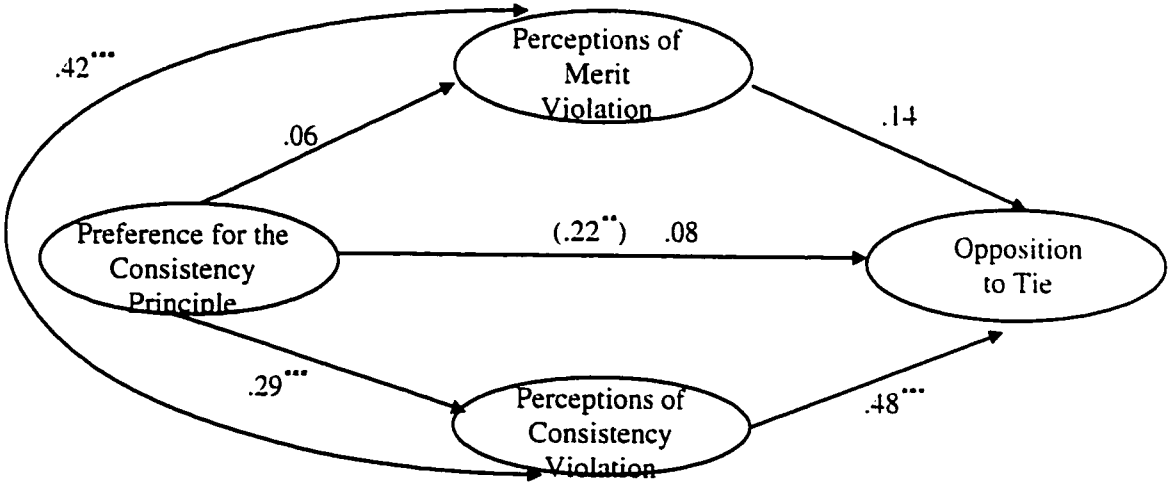 Perceptions of
Merit
Violation
.42***
.06
.14
Preference for the
Consistency
Principle
(.22**) .08
Opposition
to Tie
.29***
Perceptions of
Consistency
Violation
.48***